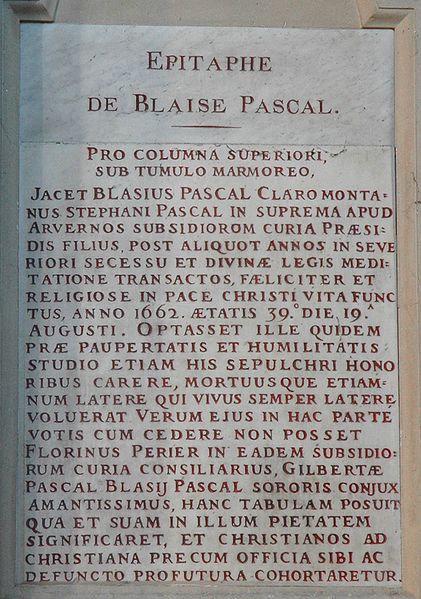 EPITAPHE
DE BLAISE PASCAL.
PRO COLUMNA SUPERIORI,
SUB TUMULO MARMOREO,
JACET BLASIUS PASCAL CLAROMONTA-
NUS STEPHANI PASCAL IN SUPREMA APUD
ARVERNOS SUBSIDIORUM CURIA PRÆSI-
DIS FILIUS, POST ALIQUOT ANNOS IN SEVE
RIORI SECESSU ET DIVINÆ LEGIS MEDI-
TATIONE TRANSACTOS, FÆLICITER ET
RELIGIOSE IN PACE CHRISTI VITA FUNC
TUS, ANNO 1662. ÆTATIS 39.° DIE 19.A
AUGUSTI. OPTASSET ILLE QUIDEM
PRÆ PAUPERTATIS ET HUMILITATIS
STUDIO ETIAM HIS SEPULCHRI HONO
RIBUS CARERE, MORTUUSQUE ETIAM-
NUM LATERE QUI VIVUS SEMPER LATERE
VOLUERAT VERUM EJUS IN HAC PARTE
VOTIS CUM CEDERE NON POSSET
FLORINUS PERIER IN EADEM SUBSIDIO-
RUM CURIA CONSILIARIUS, GILBERTÆ
PASCAL BLASIJ PASCAL SORORIS CONJUX
AMANTISSIMUS, HANC TABULAM POSUIT
QUA ET SUAM IN ILLUM PIETATEM
SIGNIFICARET, ET CHRISTIANOS AD
CHRISTIANA PRECUM OFFICIA SIBI AC
DEFUNCTO PROFUTURA COHORTARETUR.